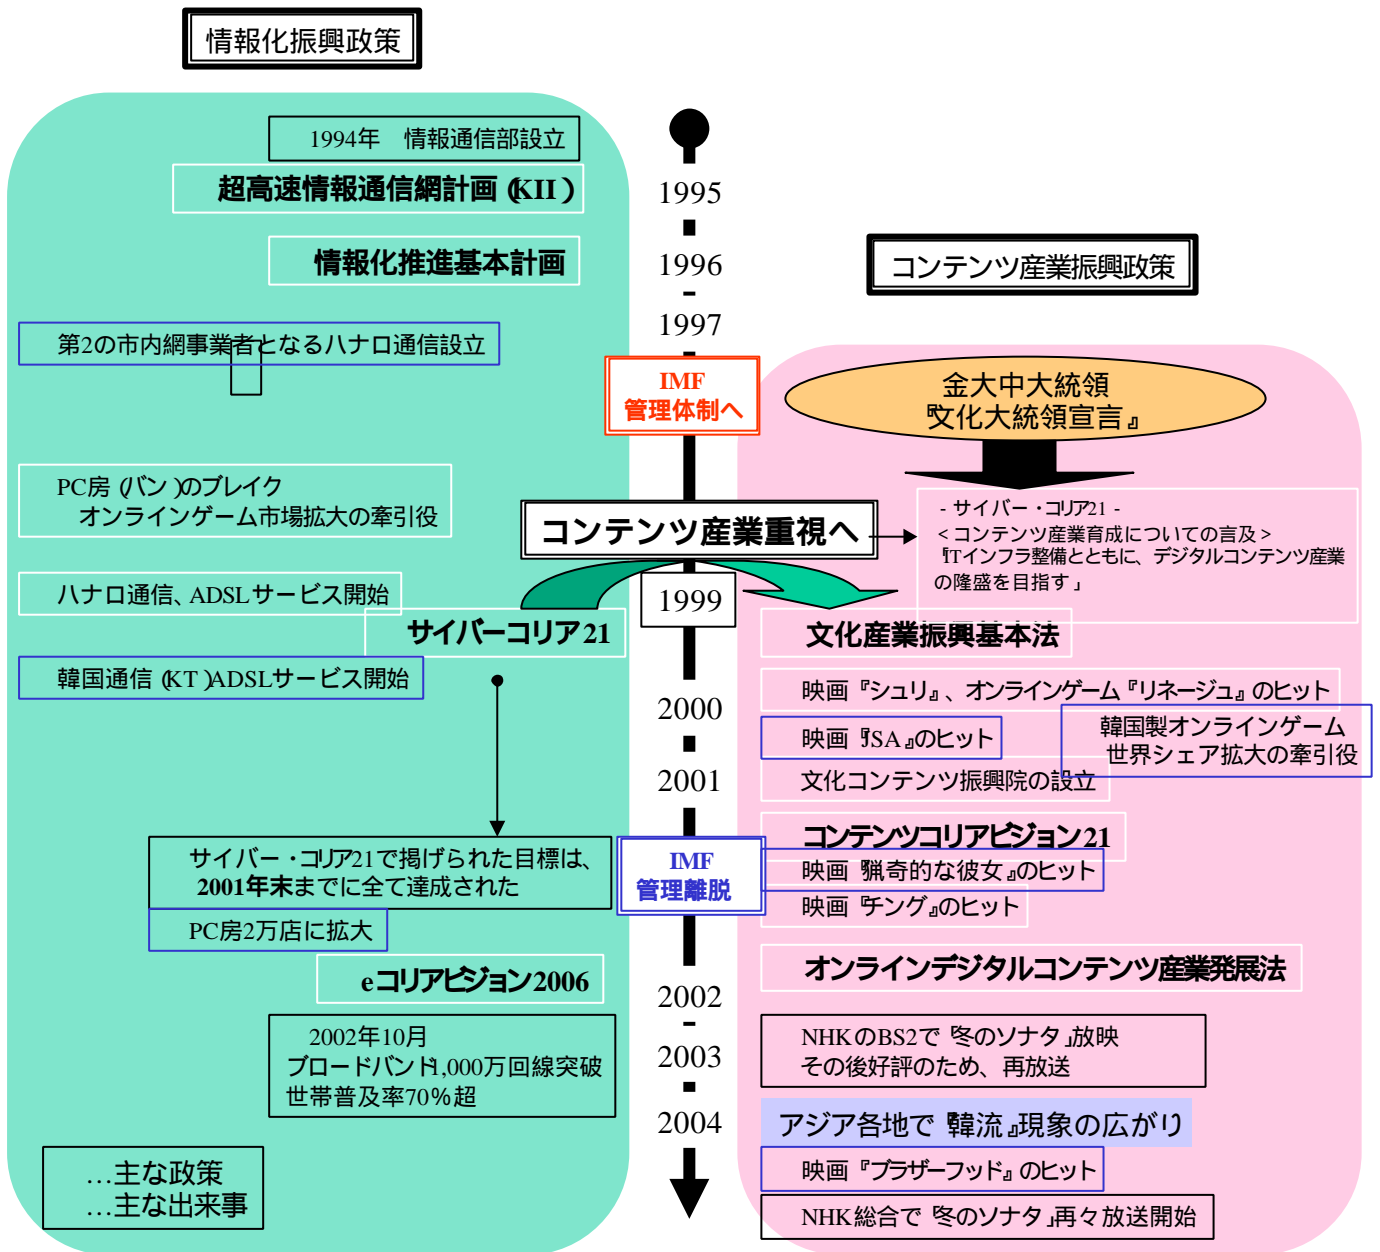 情報化振興政策
1994年　情報通信部設立
超高速情報通信網計画(KII)
情報化推進基本計画
第2の市内網事業者となるハナロ通信設立
PC房(バン)のブレイク
オンラインゲーム市場拡大の牽引役
ハナロ通信、ADSLサービス開始
サイバーコリア21
韓国通信(KT)ADSLサービス開始
サイバー・コリア21で掲げられた目標は、
2001年末までに全て達成された
PC房2万店に拡大
eコリアビジョン2006
2002年10月
ブロードバンド1,000万回線突破
世帯普及率70%超
…主な政策
…主な出来事
1995
1996
1997
IMF
管理体制へ
コンテンツ産業重視へ
1999
2000
2001
IMF
管理離脱
2002
2003
2004
コンテンツ産業振興政策
金大中大統領
『文化大統領宣言』
- サイバー・コリア21 -
<コンテンツ産業育成についての言及>
『ITインフラ整備とともに、デジタルコンテンツ産業
の隆盛を目指す」
文化産業振興基本法
映画『シュリ』、オンラインゲーム『リネージュ』のヒット
映画『JSA』のヒット
韓国製オンラインゲーム
世界シェア拡大の牽引役
文化コンテンツ振興院の設立
コンテンツコリアビジョン21
映画『猟奇的な彼女』のヒット
映画『チング』のヒット
オンラインデジタルコンテンツ産業発展法
NHKのBS2で「冬のソナタ」放映
その後好評のため、再放送
アジア各地で『韓流』現象の広がり
映画『ブラザーフッド』のヒット
NHK総合で「冬のソナタ」再々放送開始